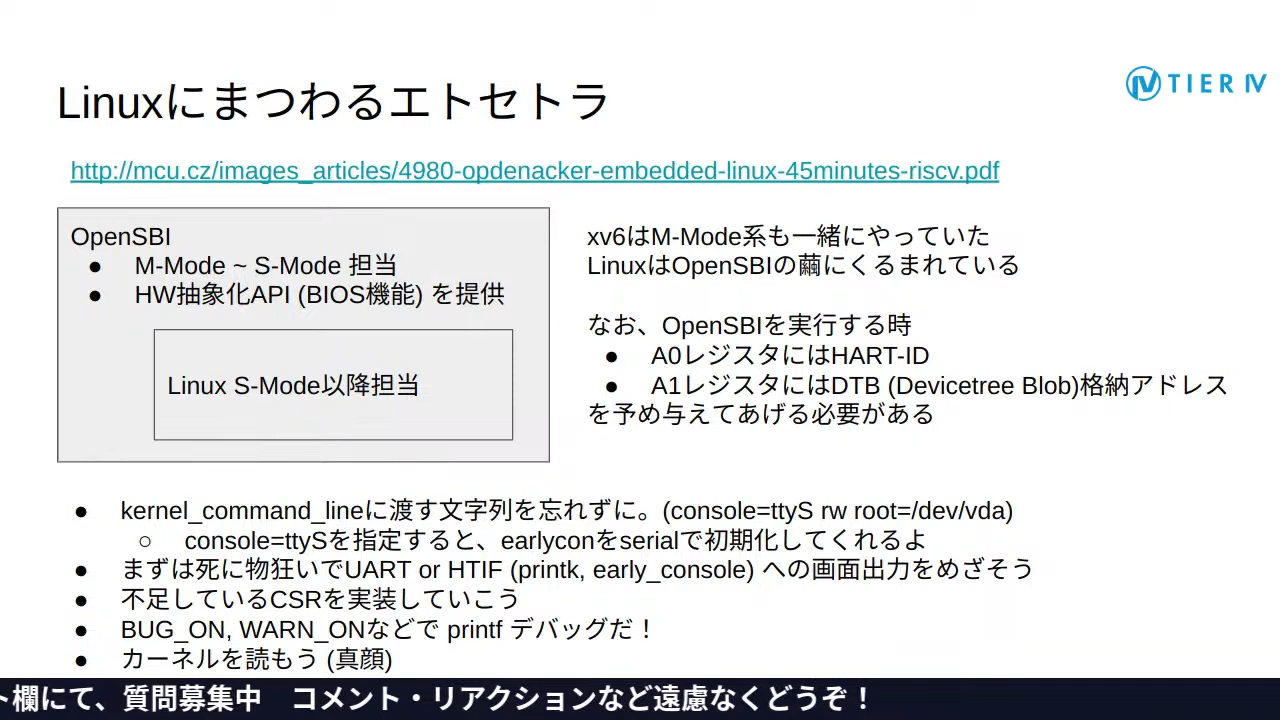 Linuxにまつわるエトセトラ
TIER IV
http://mcu.cz/images_articles/4980-opdenacker-embedded-linux-45minutes-riscv.pdf
OpenSBI
● M-Mode ~ S-Mode 担当
● HW抽象化API (BIOS機能) を提供
Linux S-Mode以降担当
xv6はM-Mode系も一緒にやっていた
LinuxはOpenSBIの繭にくるまれている
なお、OpenSBIを実行する時
● A0レジスタにはHART-ID
● A1レジスタにはDTB (Devicetree Blob)格納アドレス
を予め与えてあげる必要がある
● kernel_command_lineに渡す文字列を忘れずに。(console=ttyS rw root=/dev/vda)
○ console=ttySを指定すると、earlyconをserialで初期化してくれるよ
● まずは死に物狂いでUART or HTIF (printk, early_console) への画面出力をめざそう
● 不足しているCSRを実装していこう
● BUG_ON, WARN_ONなどで printf デバッグだ！
● カーネルを読もう (真顔)
ト欄にて、質問募集中　コメント・リアクションなど遠慮なくどうぞ！